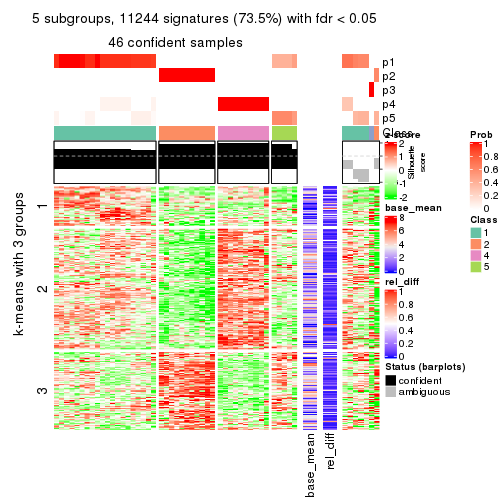 5 subgroups, 11244 signatures (73.5%) with fdr < 0.05
46 confident samples
p1
p2
p3
p4
p5
Class
k-means with 3 groups
1
2
3
base_mean
rel_diff
z-score
2
1
0
-1
-2
Silhouette
score
base_mean
8
6
4
2
0
rel_diff
1
0.8
0.6
0.4
0.2
0
Status (barplots)
confident
ambiguous
Prob
1
0.8
0.6
0.4
0.2
0
Class
1
2
4
5